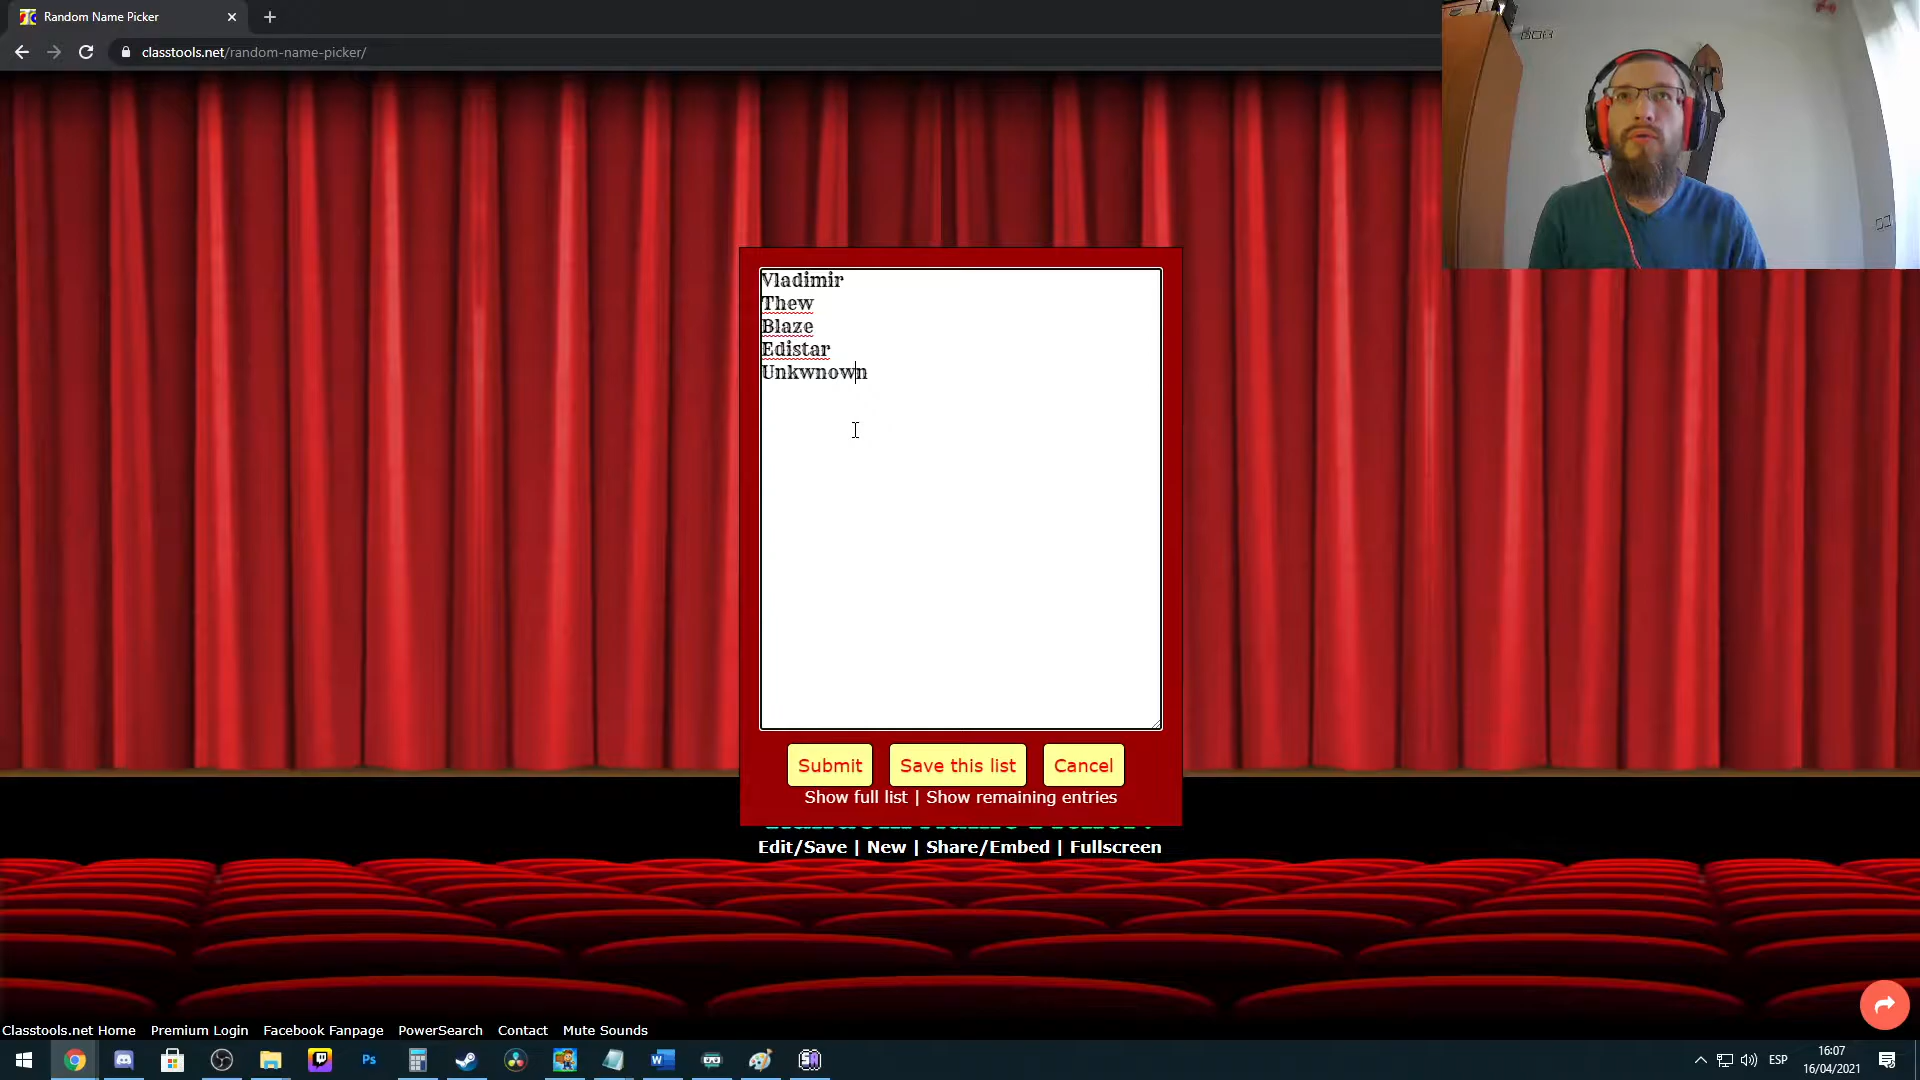 Random Name Picker
classtools.net/random-name-picker/
Vladimir
Thew
Blaze
Edistar
Unkwnown
Submit
Save this list
Cancel
Show full list | Show remaining entries
Edit/Save | New | Share/Embed | Fullscreen
Classtools.net Home Premium Login Facebook Fanpage PowerSearch Contact Mute Sounds
Ps
ESP
16:07
16/04/2021